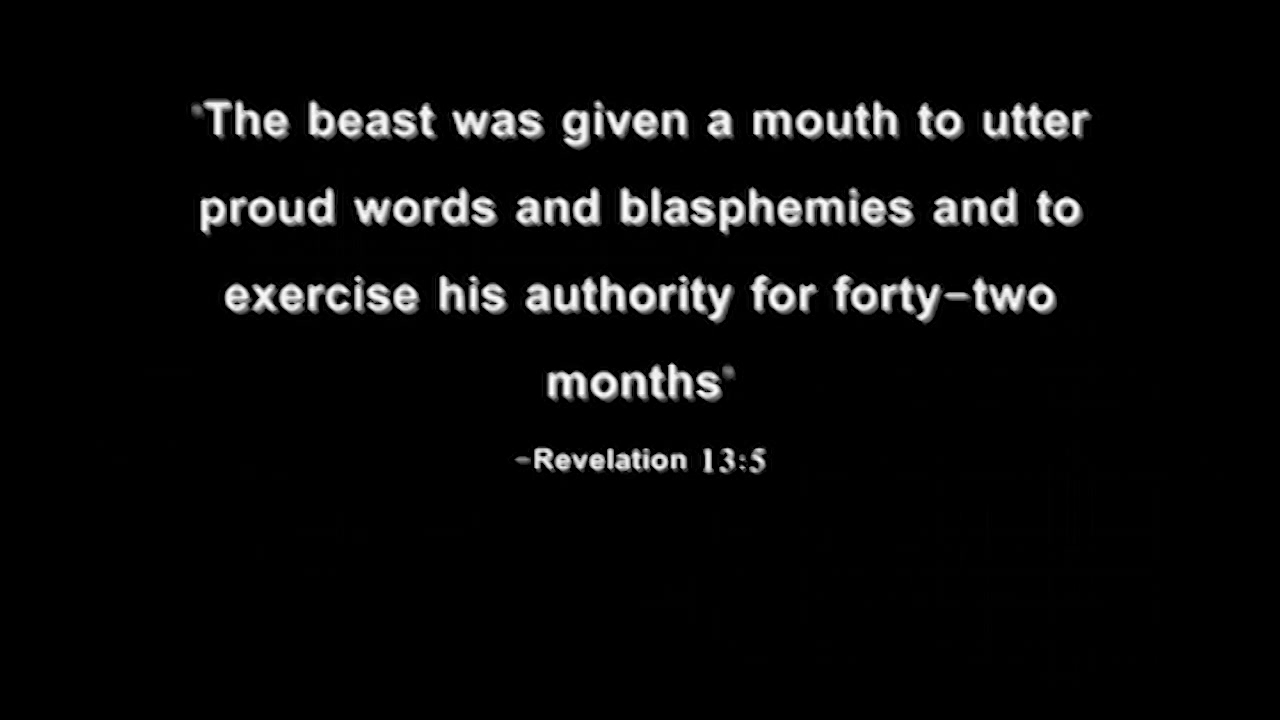 "The beast was given a mouth to utter
proud words and blasphemies and to
exercise his authority for forty-two
months"
-Revelation 13:5